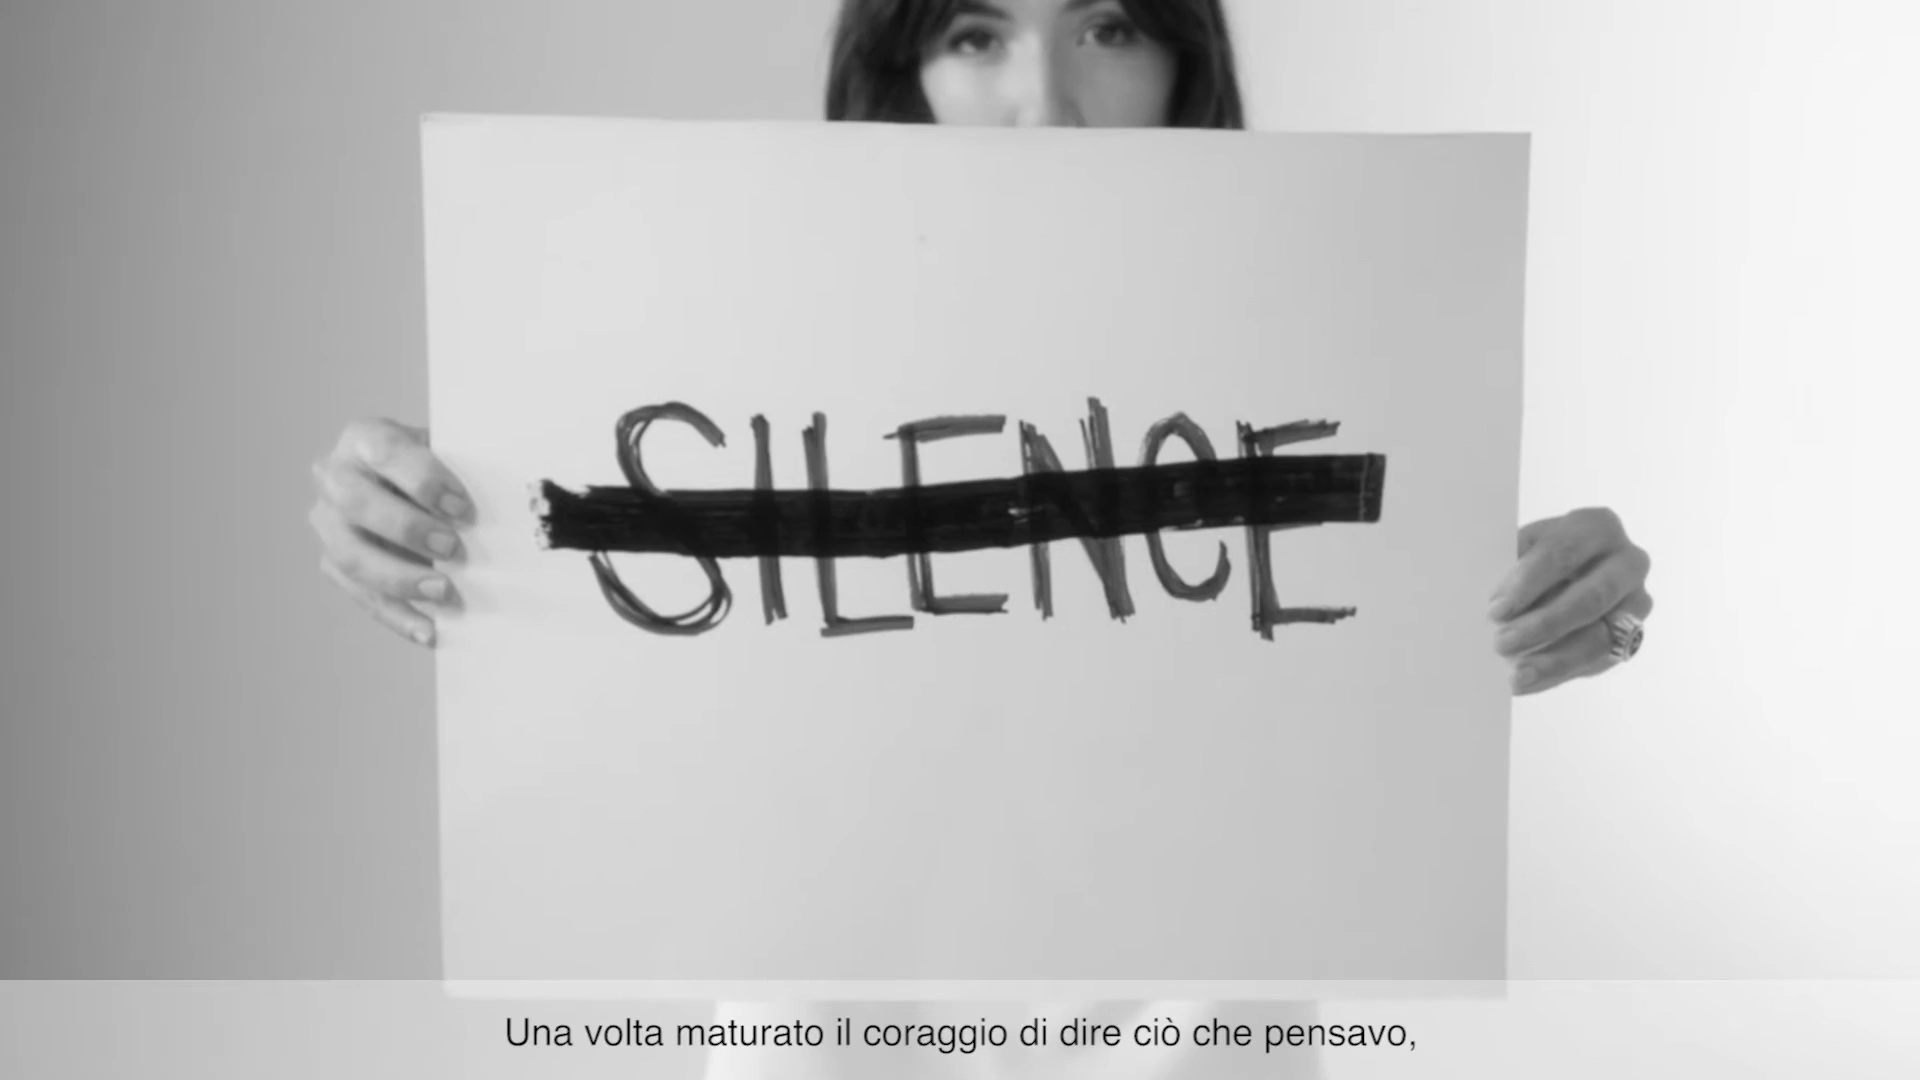 SILENCE
Una volta maturato il coraggio di dire ciò che pensavo,